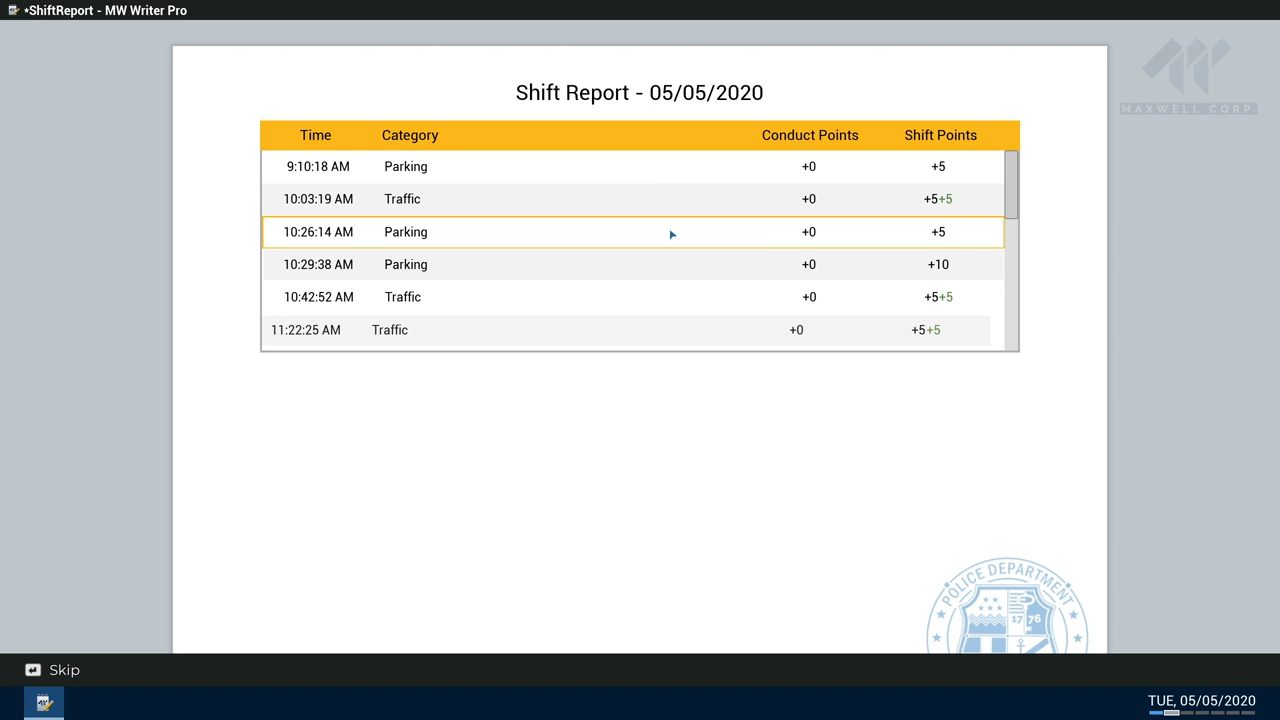 *ShiftReport - MW Writer Pro
MAXWELL CORP.
Shift Report - 05/05/2020
Time Category Conduct Points Shift Points
9:10:18 AM Parking +0 +5
10:03:19 AM Traffic +0 +5+5
10:26:14 AM Parking +0 +5
10:29:38 AM Parking +0 +10
10:42:52 AM Traffic +0 +5+5
11:22:25 AM Traffic +0 +5+5
POLICE DEPARTMENT
1776
Skip
TUE, 05/05/2020